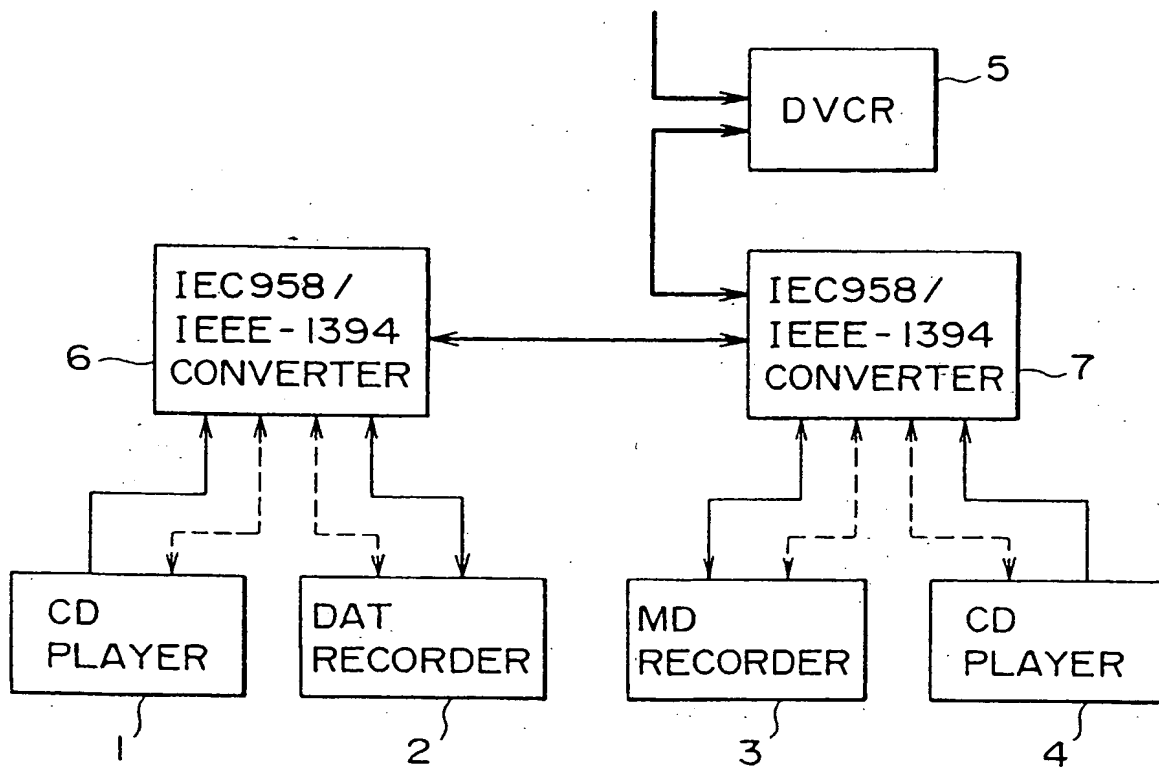 DVCR
5
IEC958/
IEEE-1394
CONVERTER
6
IEC958/
IEEE-1394
CONVERTER
7
CD
PLAYER
1
DAT
RECORDER
2
MD
RECORDER
3
CD
PLAYER
4